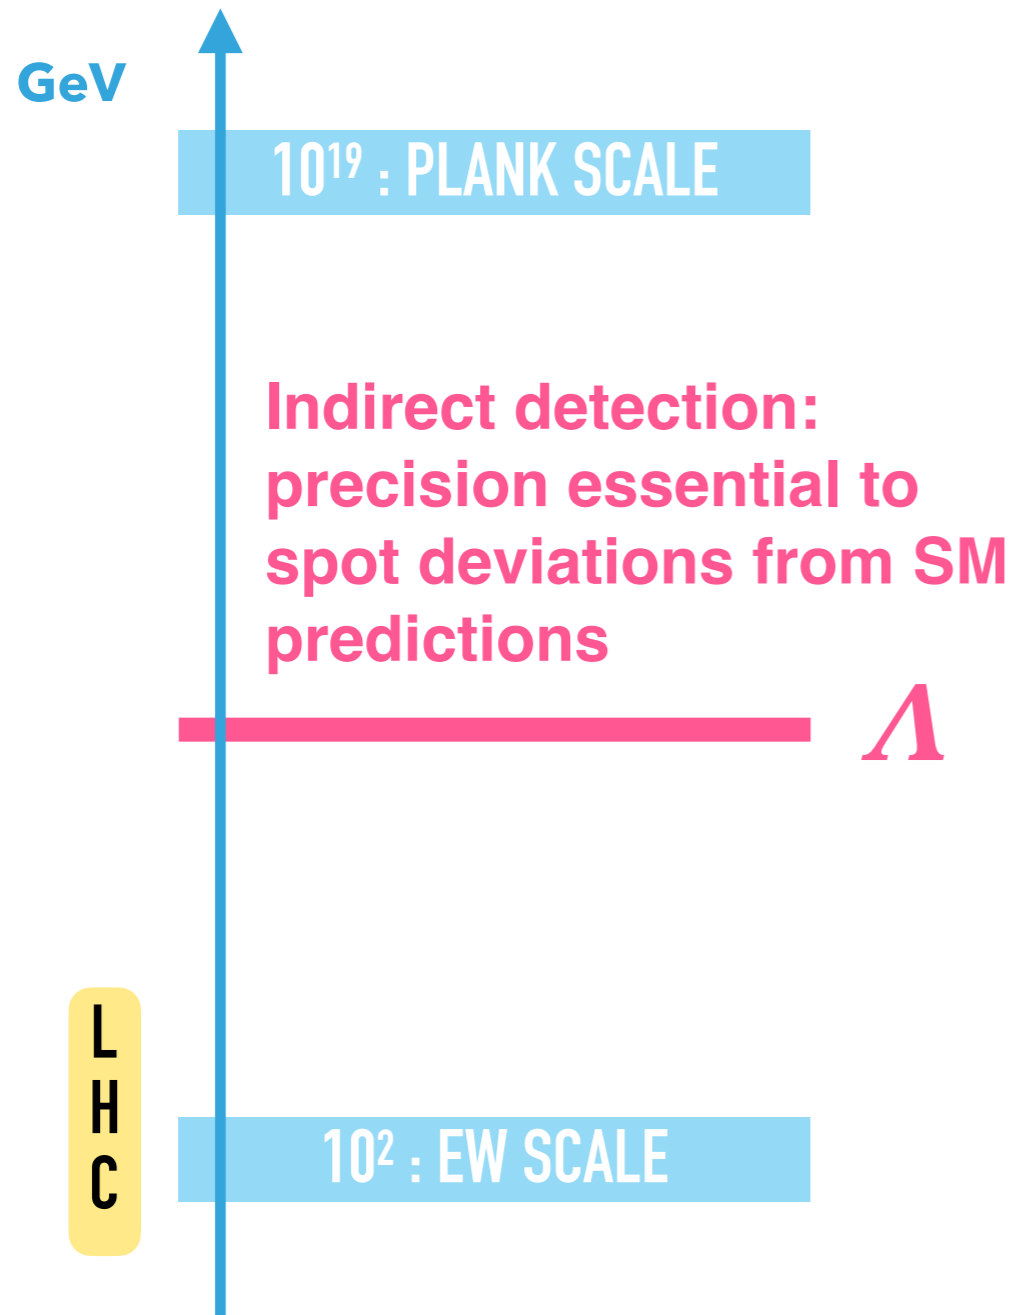 GeV
10¹⁹ : PLANK SCALE
Indirect detection:
precision essential to
spot deviations from SM
predictions
Λ
L
H
C
10² : EW SCALE